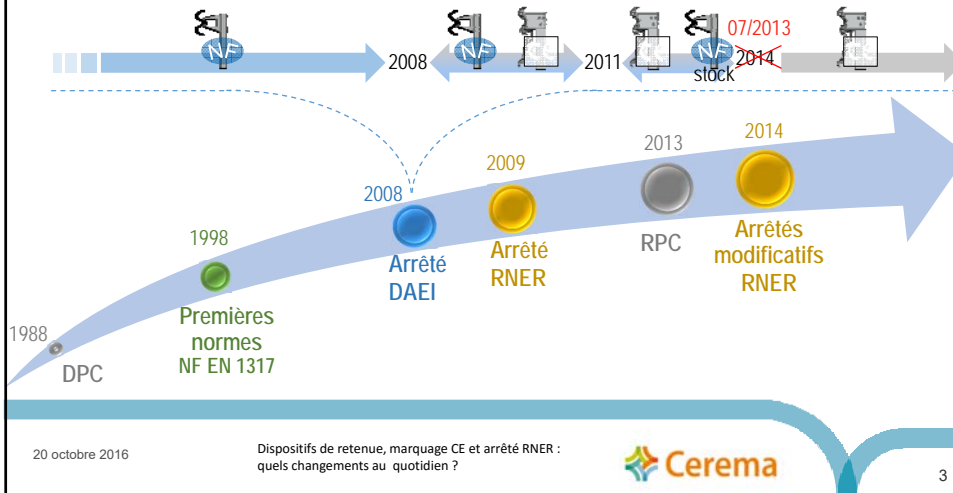 07/2013
NF
2008
NF
2011
NF
2014
stock
2014
2013
2009
2008
1998
1988
Arrêtés
modificatifs
RNER
RPC
Arrêté
RNER
Arrêté
DAEI
Premières
normes
NF EN 1317
DPC
20 octobre 2016
Dispositifs de retenue, marquage CE et arrêté RNER :
quels changements au quotidien ?
Cerema
3